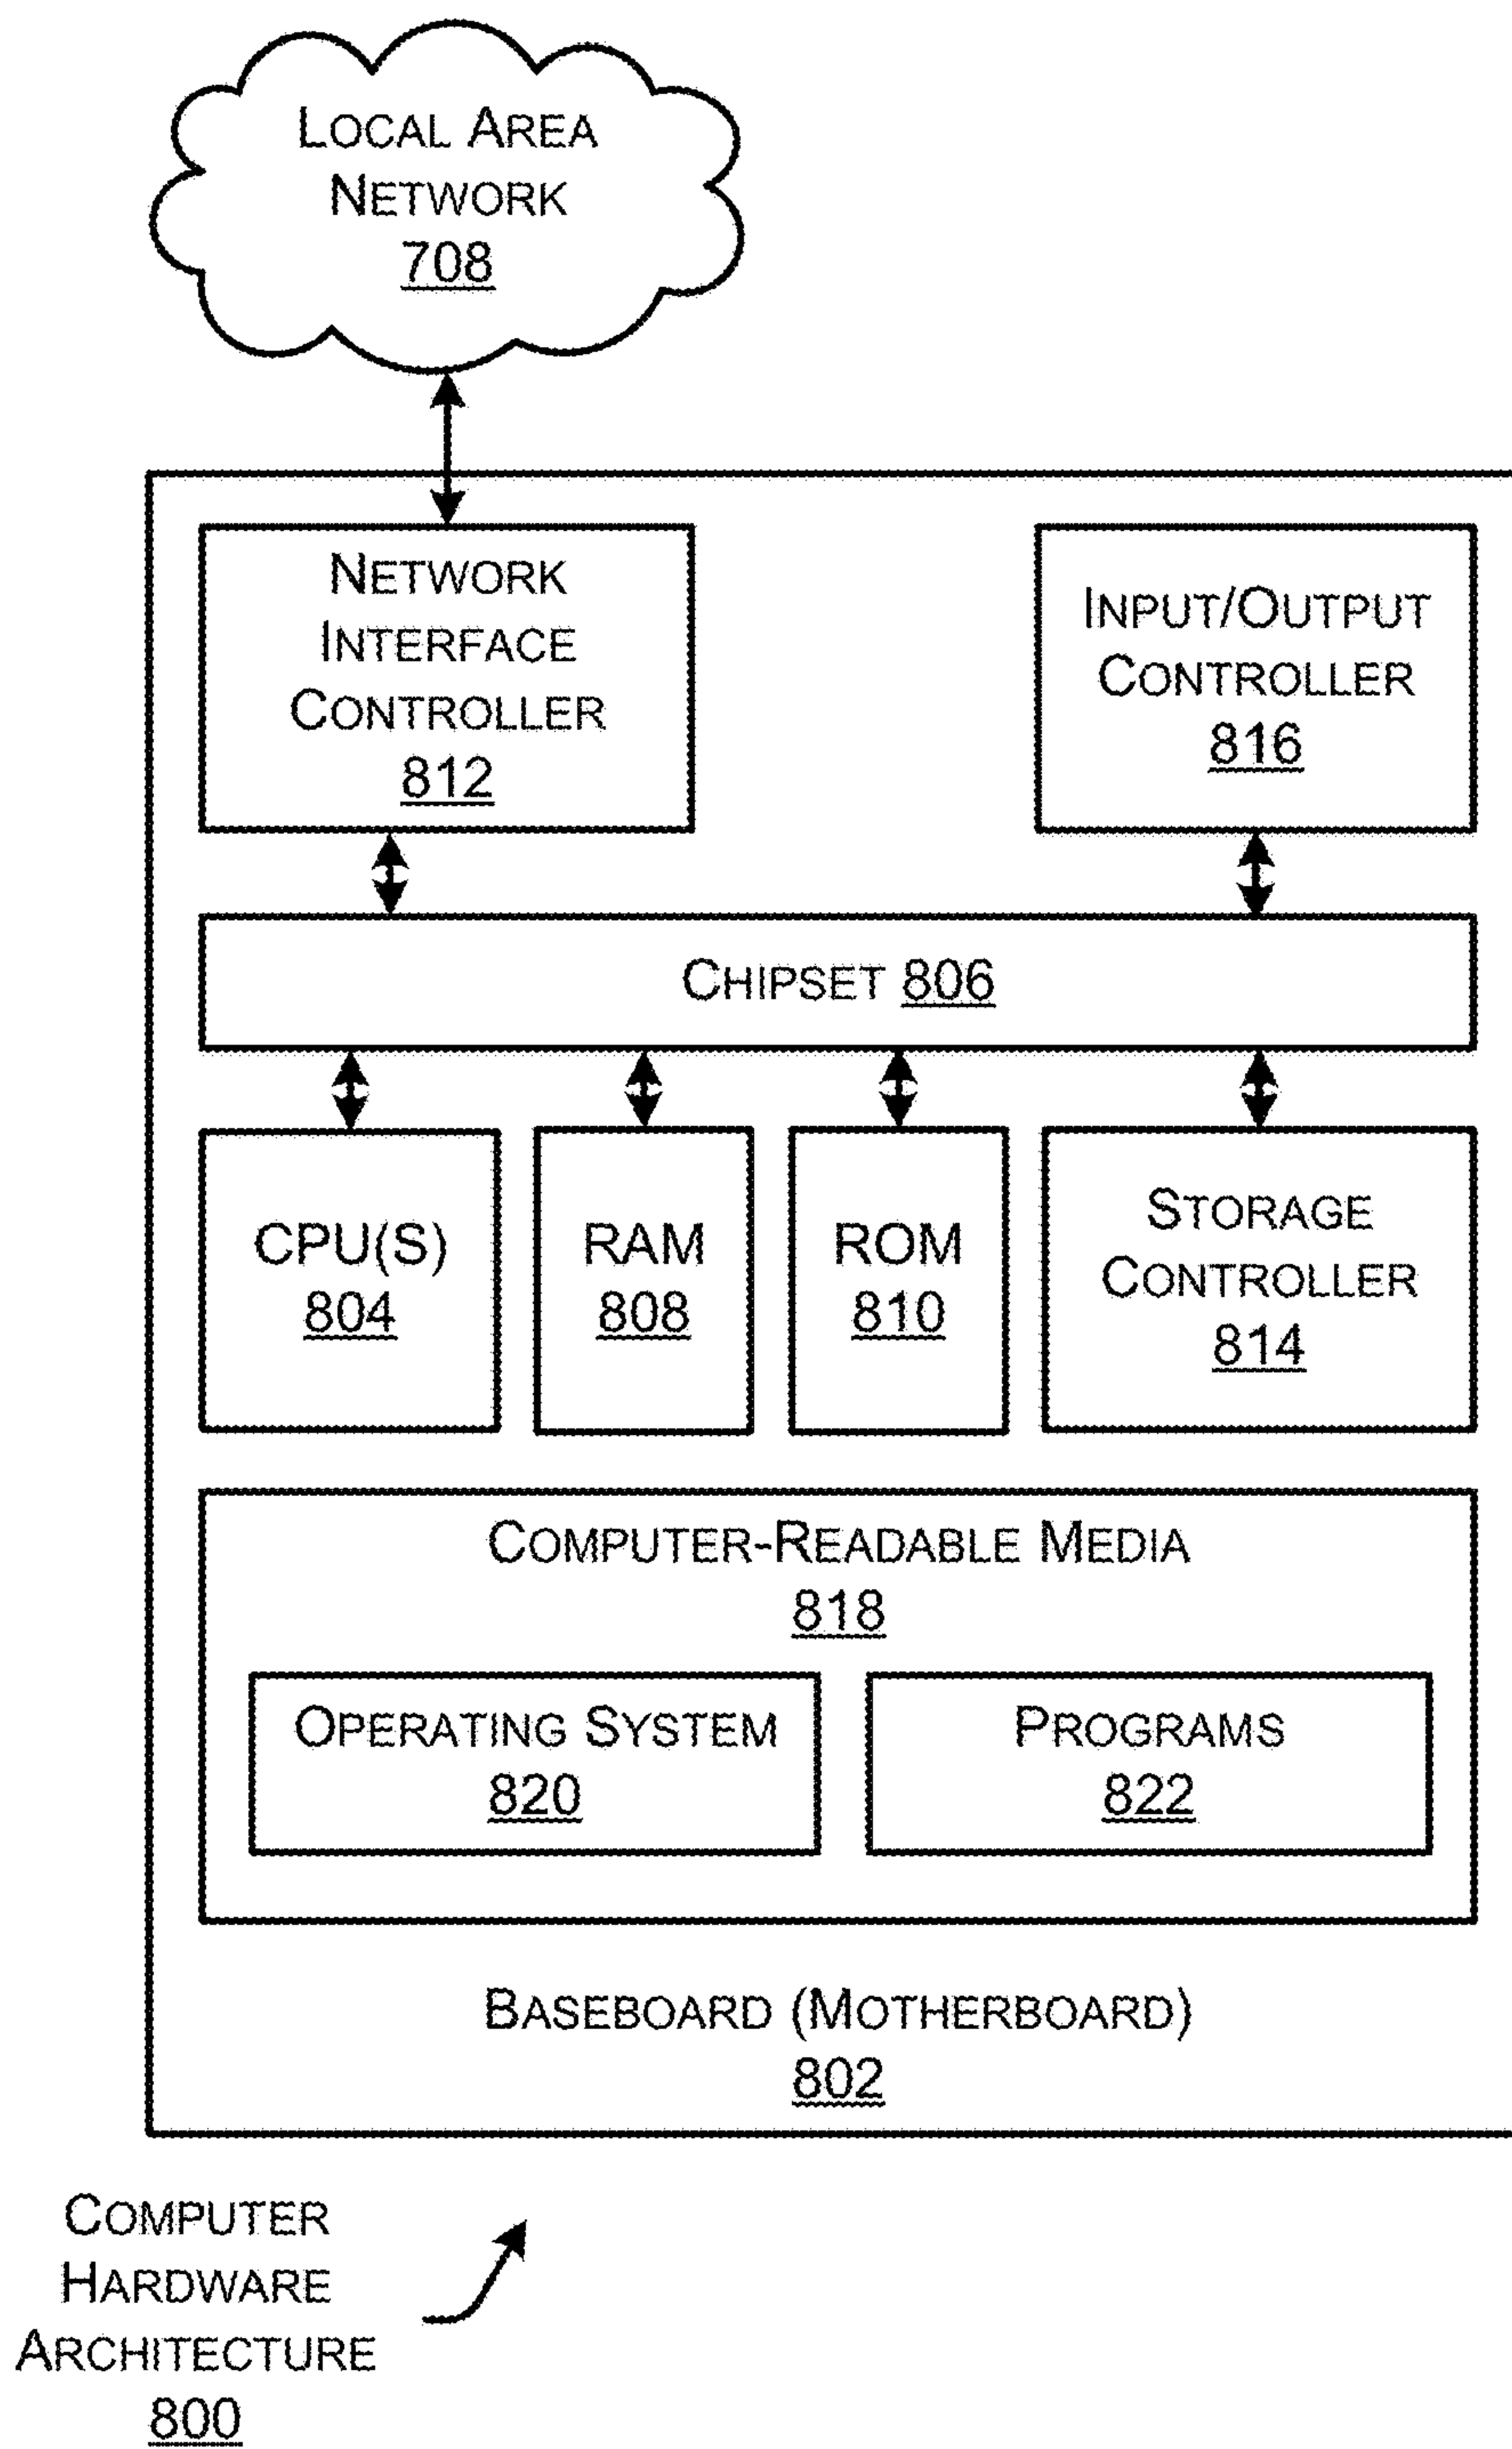 LOCAL AREA
NETWORK
708
NETWORK
INTERFACE
CONTROLLER
812
INPUT/OUTPUT
CONTROLLER
816
CHIPSET 806
CPU(S)
804
RAM
808
ROM
810
STORAGE
CONTROLLER
814
COMPUTER-READABLE MEDIA
818
OPERATING SYSTEM
820
PROGRAMS
822
BASEBOARD (MOTHERBOARD)
802
COMPUTER
HARDWARE
ARCHITECTURE
800